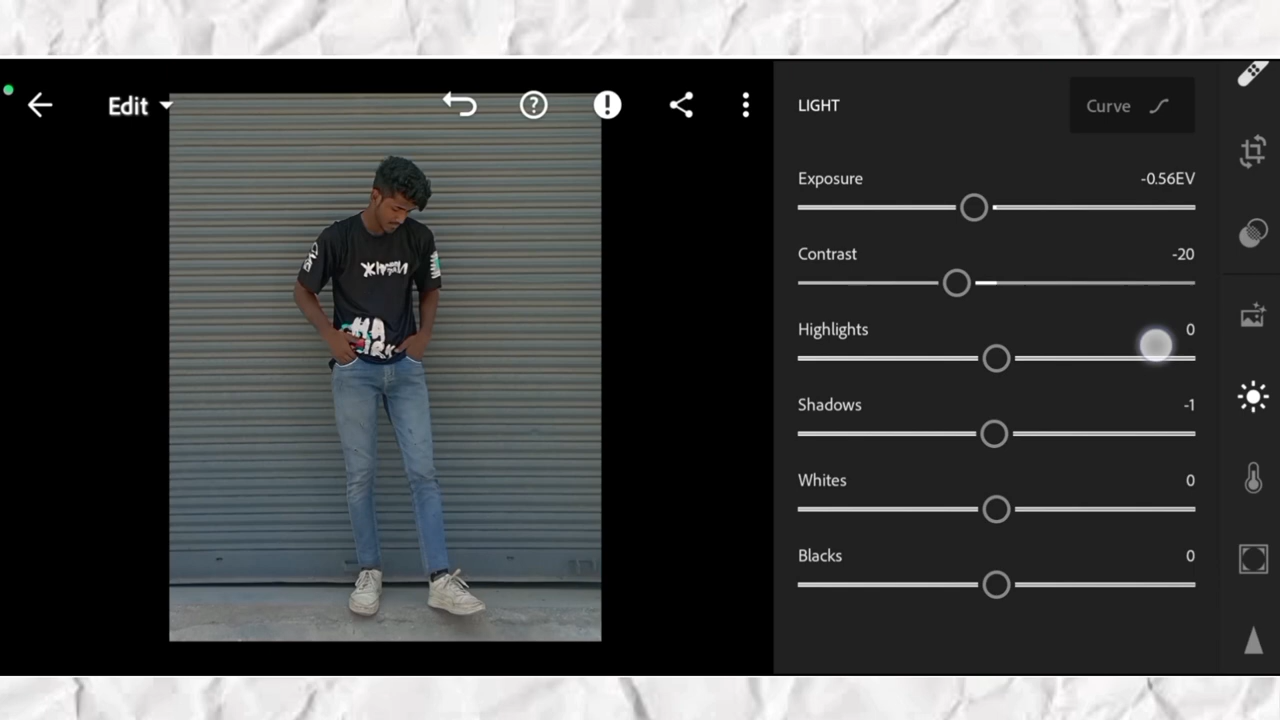 Edit
LIGHT
Curve
Exposure -0.56EV
Contrast -20
Highlights 0
Shadows -1
Whites 0
Blacks 0